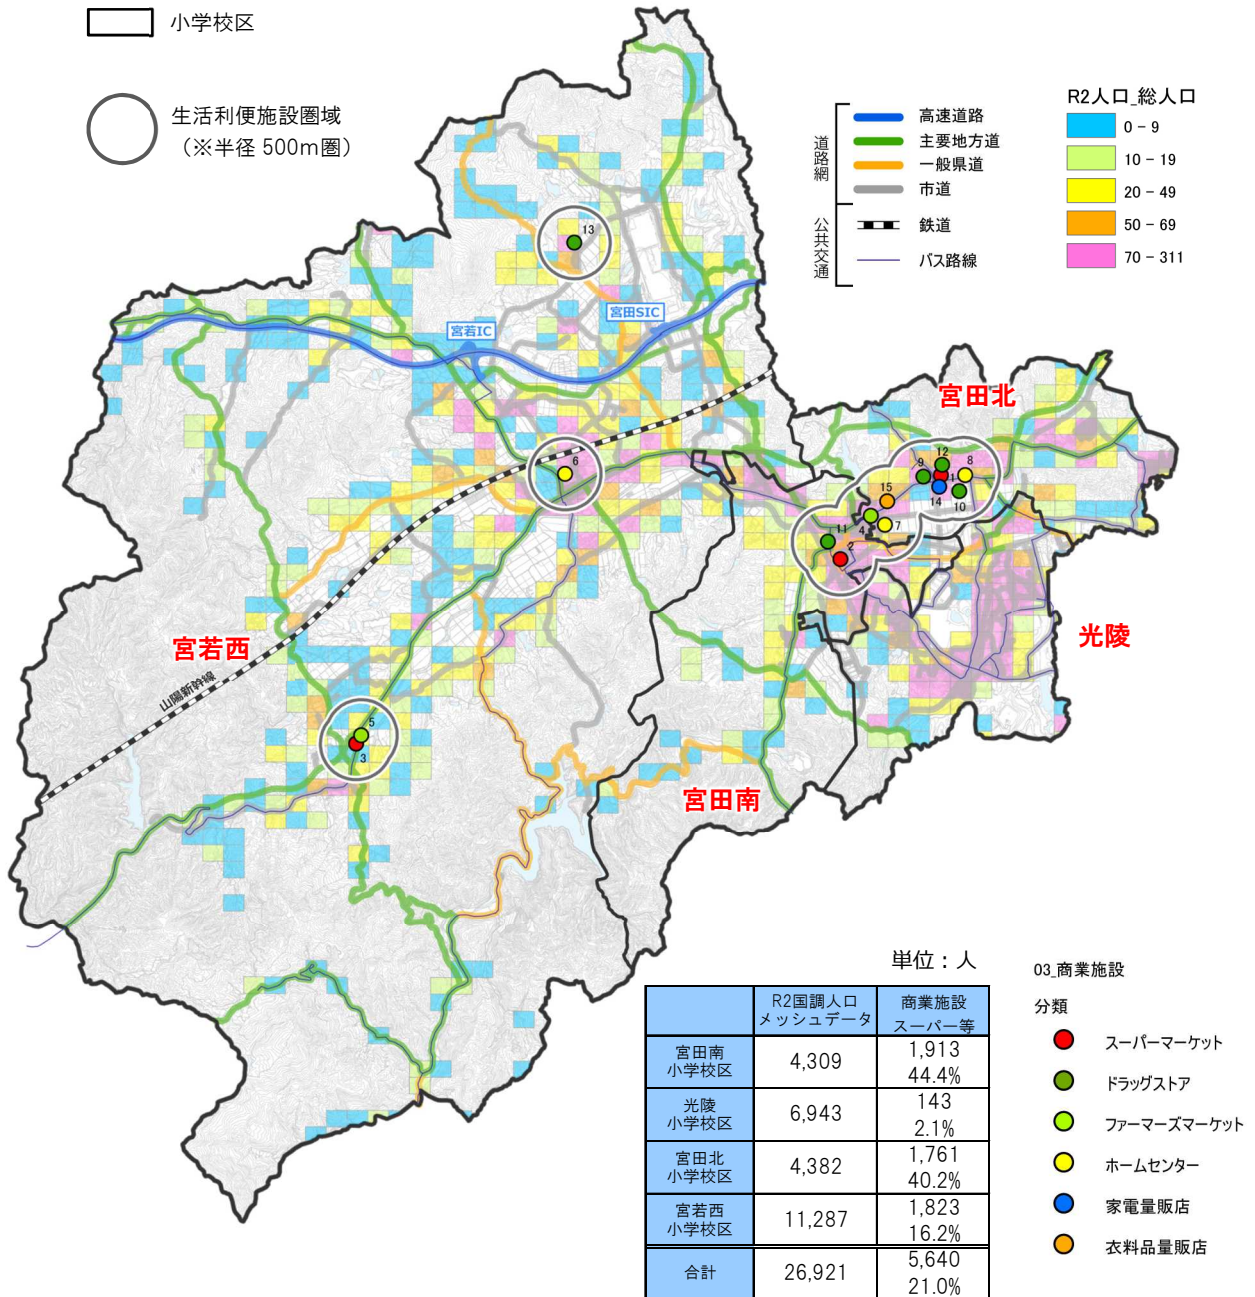 小学校区
生活利便施設圏域
（※半径 500m圏）
道路網
高速道路
主要地方道
一般県道
市道
公共交通
鉄道
バス路線
R2人口_総人口
0 - 9
10 - 19
20 - 49
50 - 69
70 - 311
13
宮田SIC
宮若IC
宮田北
6
12
9
8
1
14
10
15
4
7
11
2
光陵
宮若西
山陽新幹線
5
3
宮田南
単位：人
R2国調人口
メッシュデータ
商業施設
スーパー等
宮田南
小学校区
4,309
1,913
44.4%
光陵
小学校区
6,943
143
2.1%
宮田北
小学校区
4,382
1,761
40.2%
宮若西
小学校区
11,287
1,823
16.2%
合計
26,921
5,640
21.0%
03_商業施設
分類
スーパーマーケット
ドラッグストア
ファーマーズマーケット
ホームセンター
家電量販店
衣料品量販店